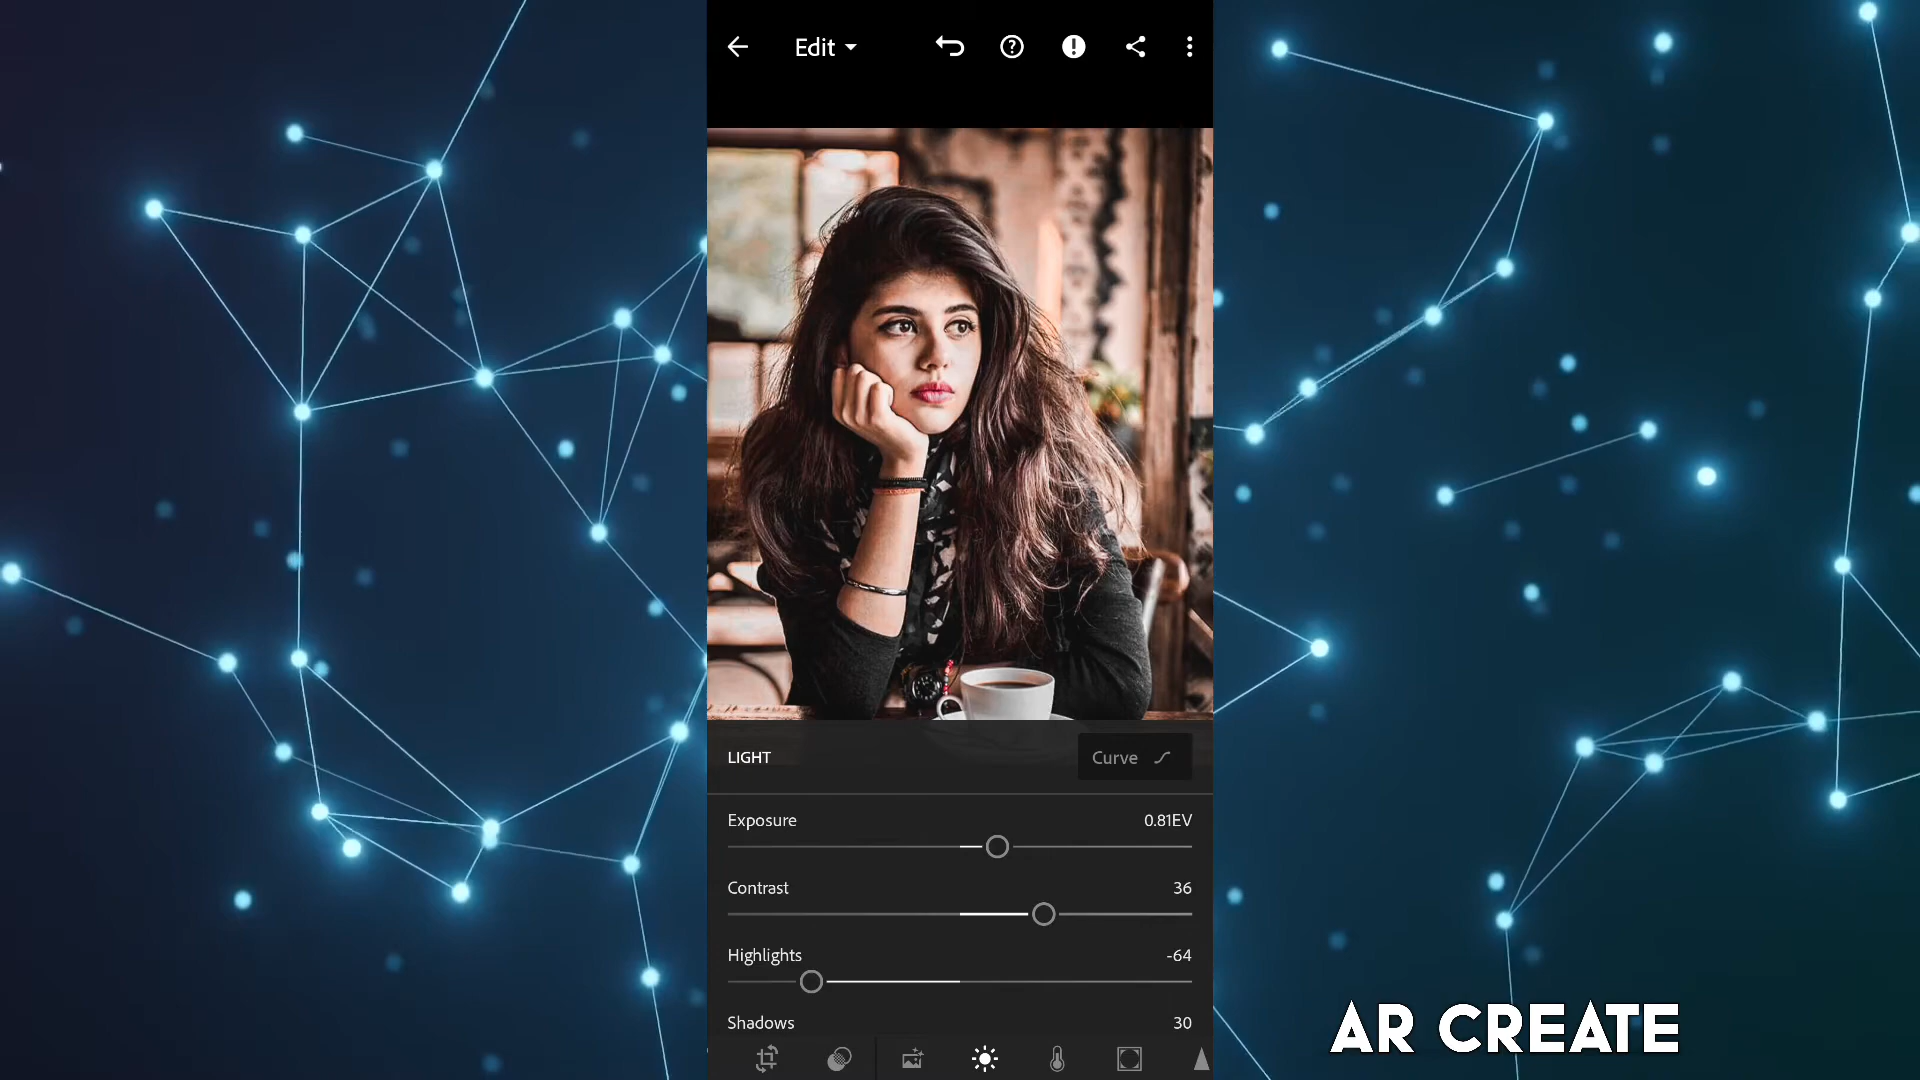 Edit
LIGHT
Curve
Exposure 0.81EV
Contrast 36
Highlights -64
Shadows 30
AR CREATE